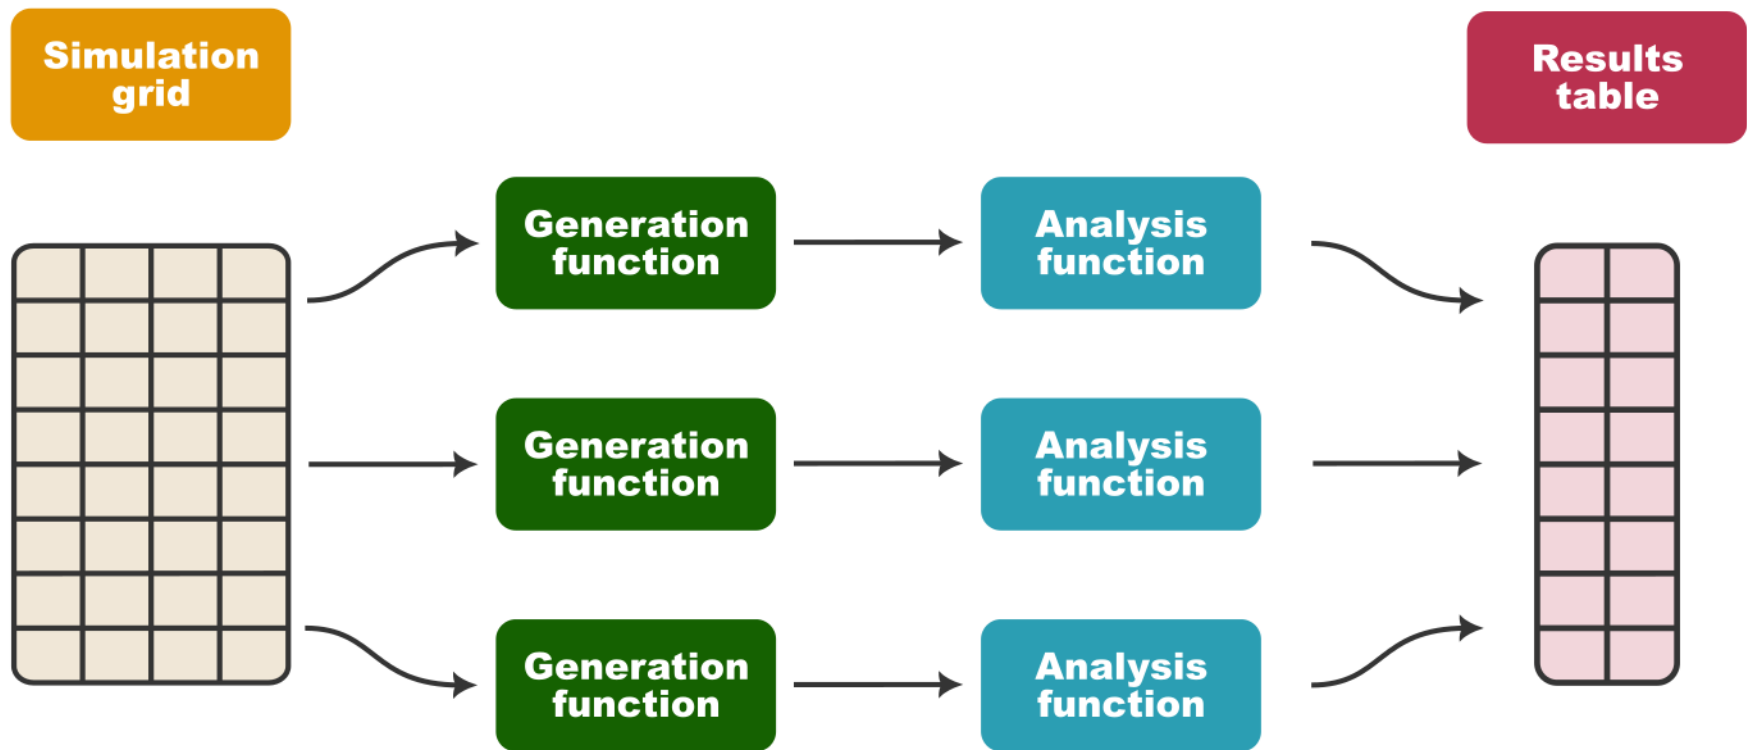 Simulation
grid
Results
table
Generation
function
Analysis
function
Generation
function
Analysis
function
Generation
function
Analysis
function